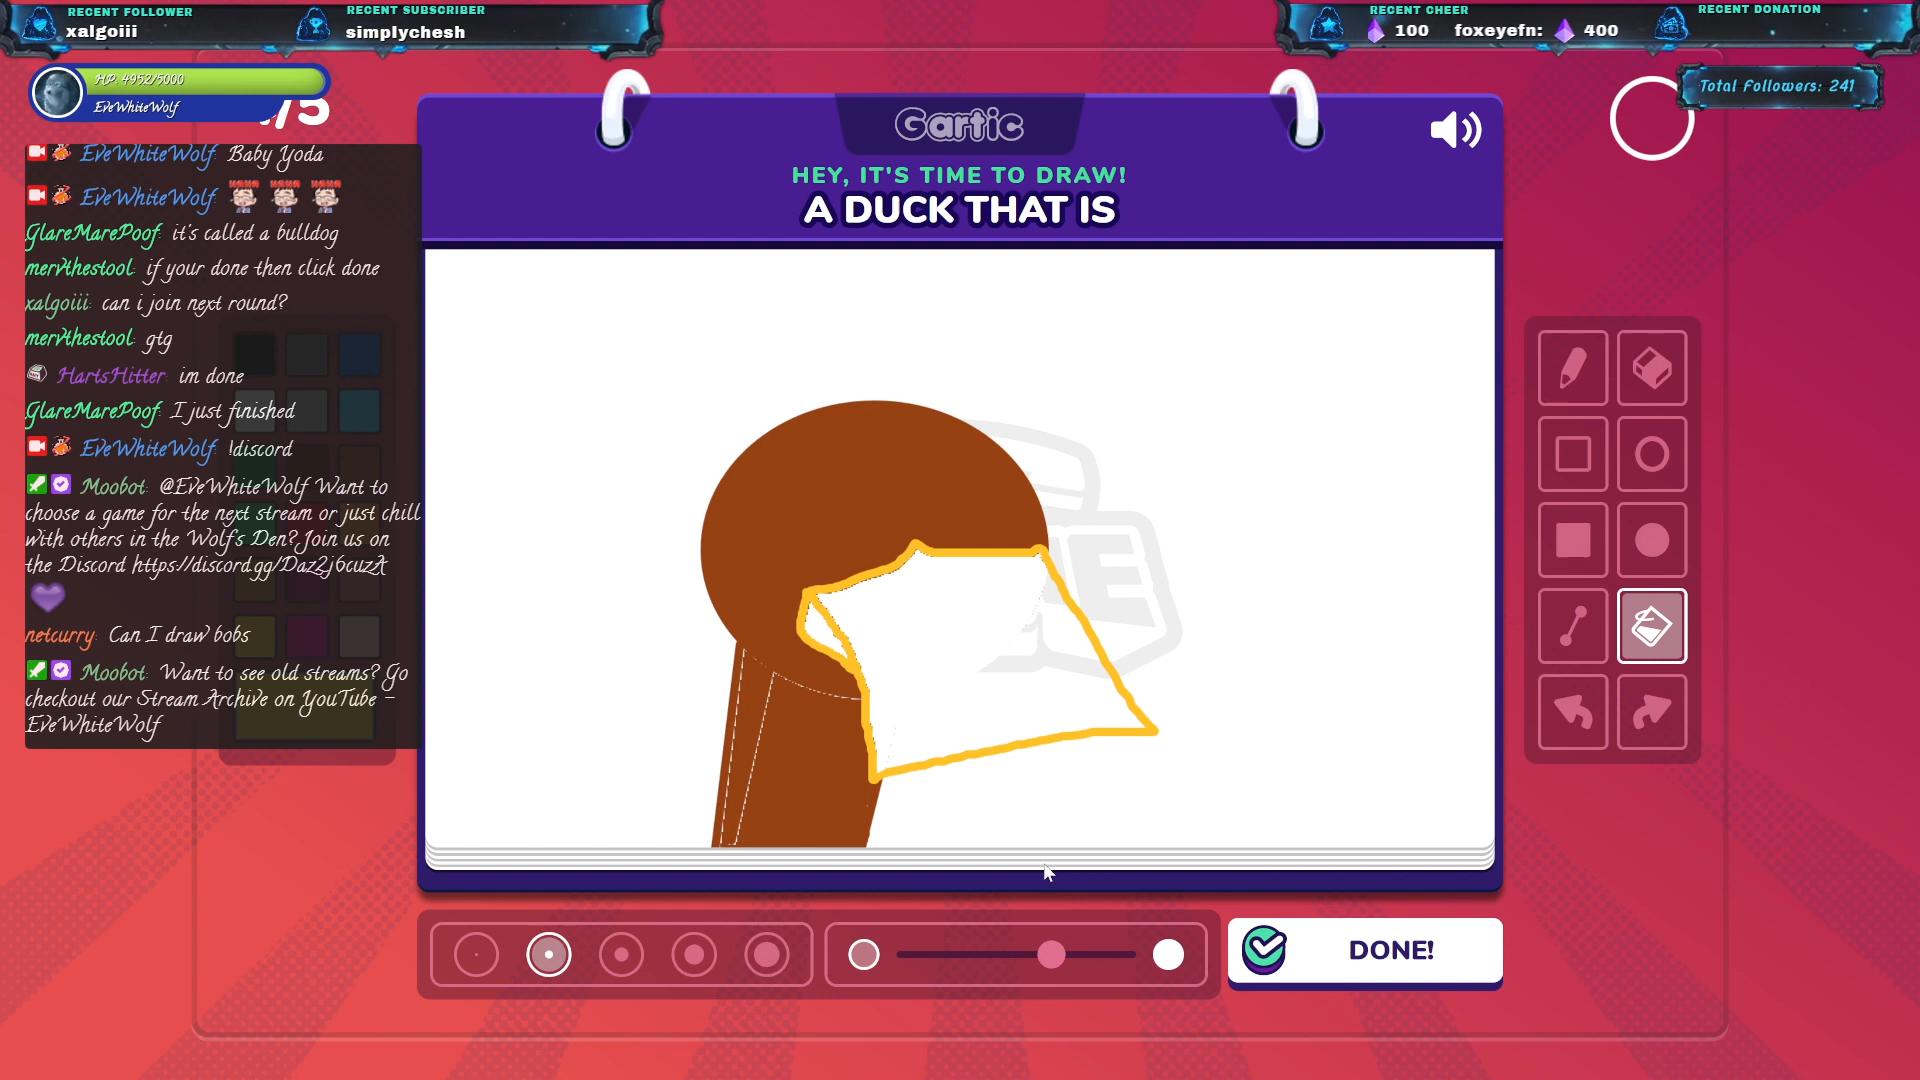 RECENT FOLLOWER
xalgoiii
RECENT SUBSCRIBER
simplychesh
RECENT CHEER
100 foxeyefn: 400
RECENT DONATION
HP: 4952/5000
EveWhiteWolf
/5
Total Followers: 241
Gartic
HEY, IT'S TIME TO DRAW!
A DUCK THAT IS
EveWhiteWolf: Baby Yoda
EveWhiteWolf:
GlareMarePoof: it's called a bulldog
mervthestool: if your done then click done
xalgoiii: can i join next round?
mervthestool: gtg
HartsHitter: im done
GlareMarePoof: I just finished
EveWhiteWolf: !discord
Moobot: @EveWhiteWolf Want to
choose a game for the next stream or just chill
with others in the Wolf's Den? Join us on
the Discord https://discord.gg/Daz2j6cuzA
netcurry: Can I draw bobs
Moobot: Want to see old streams? Go
checkout our Stream Archive on YouTube –
EveWhiteWolf
DONE!